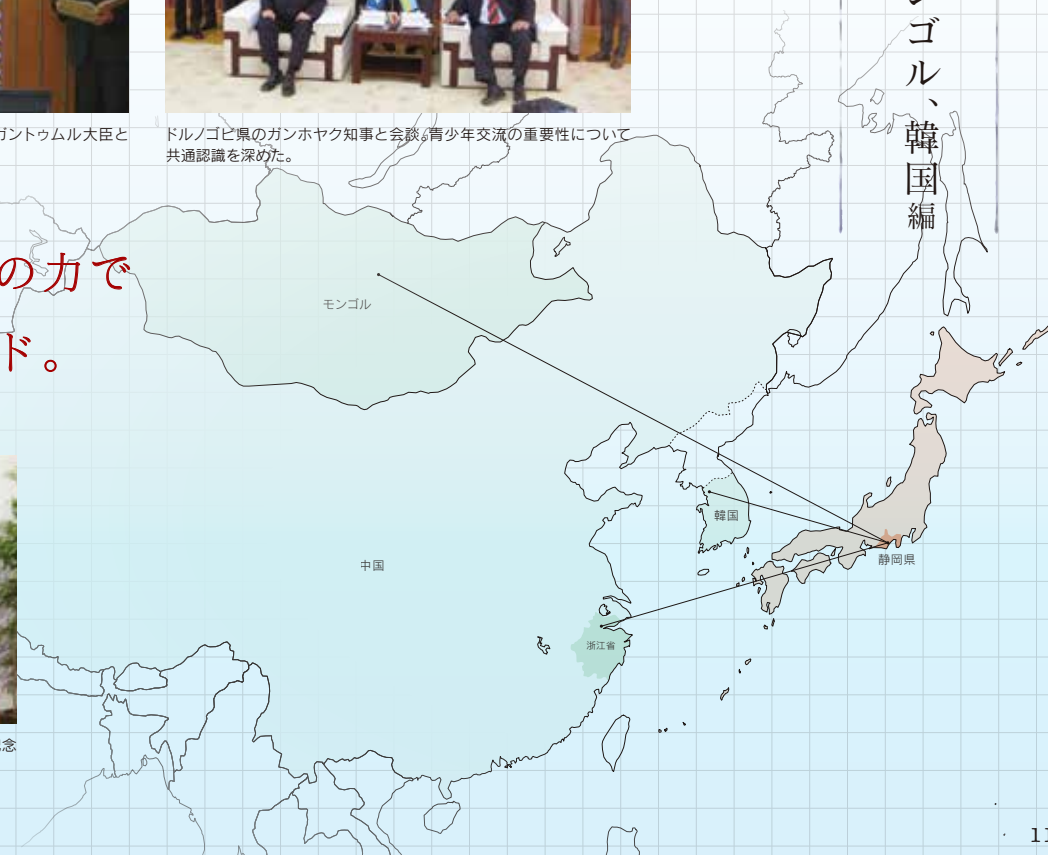 ゴル、韓国編
ガントゥムル大臣と
ドルノゴビ県のガンホヤク知事と会談。青少年交流の重要性について
共通認識を深めた。
の力で
ド。
モンゴル
韓国
静岡県
中国
浙江省
念
11